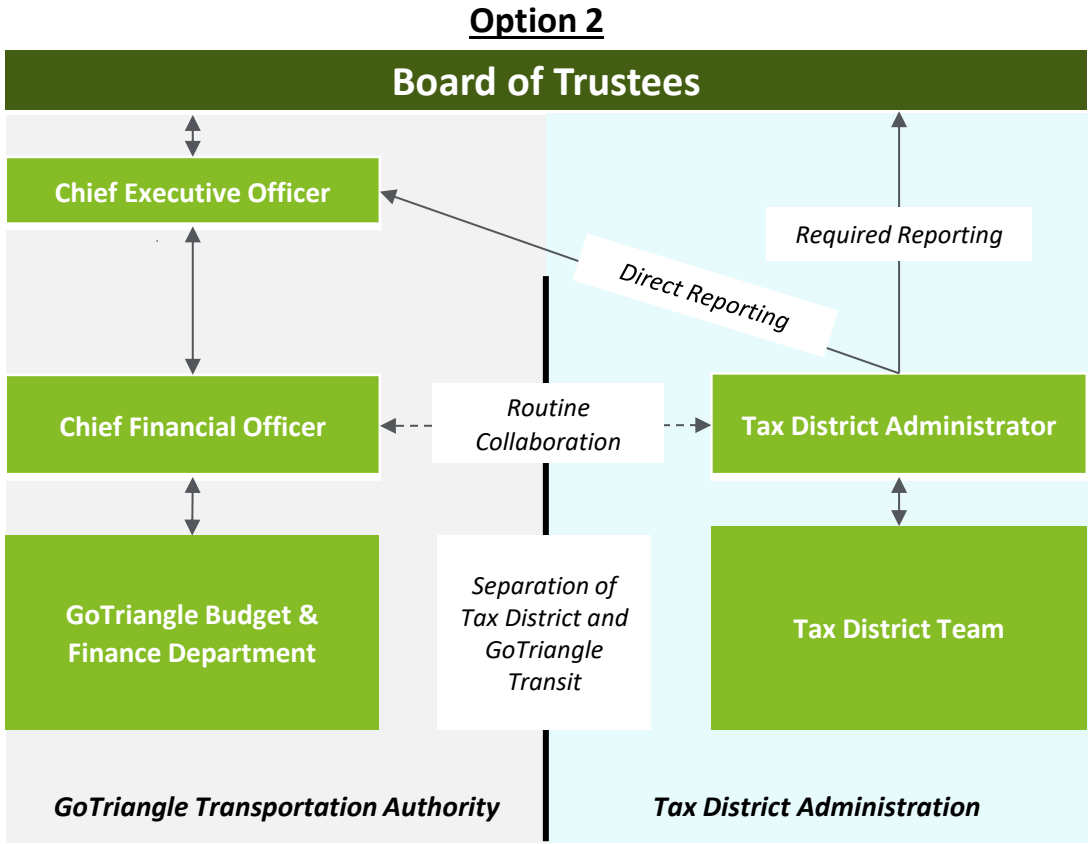 Option 2
Board of Trustees
Chief Executive Officer
Required Reporting
Direct Reporting
Chief Financial Officer
Routine
Collaboration
Tax District Administrator
GoTriangle Budget &
Finance Department
Separation of
Tax District and
GoTriangle
Transit
Tax District Team
GoTriangle Transportation Authority
Tax District Administration